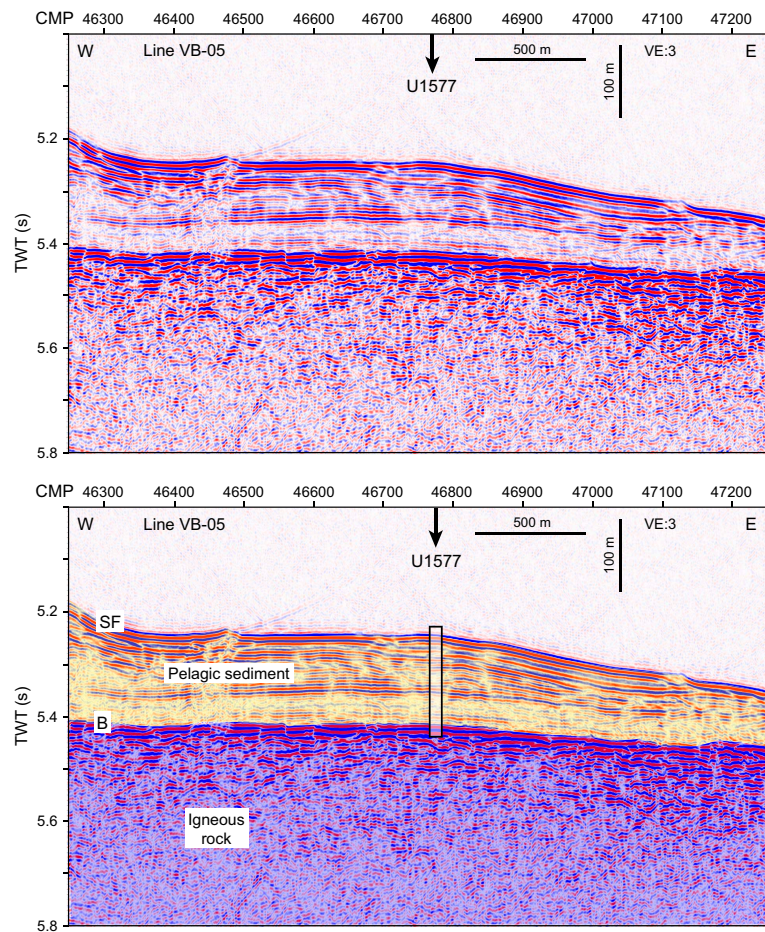 CMP 46300 46400 46500 46600 46700 46800 46900 47000 47100 47200
W Line VB-05 500 m VE:3 E
U1577
100 m
5.2
5.4
TWT (s)
5.6
5.8
CMP 46300 46400 46500 46600 46700 46800 46900 47000 47100 47200
W Line VB-05 500 m VE:3 E
U1577
100 m
5.2
SF
Pelagic sediment
5.4
B
TWT (s)
5.6
Igneous
rock
5.8